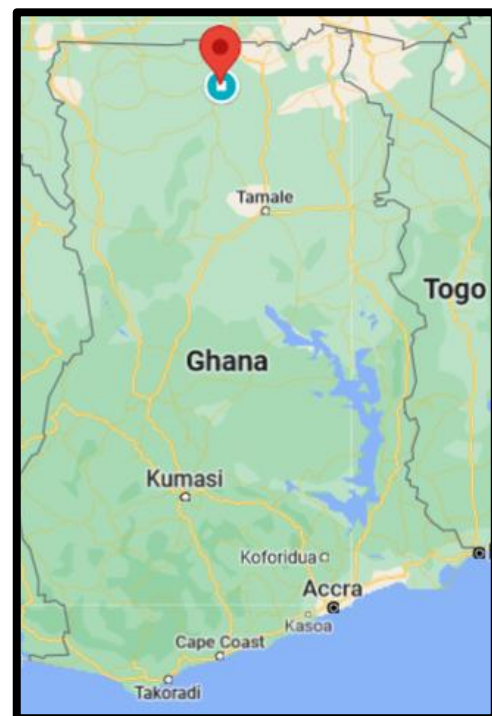 Tamale
Togo
Ghana
Kumasi
Koforidua
Accra
Kasoa
Cape Coast
Takoradi